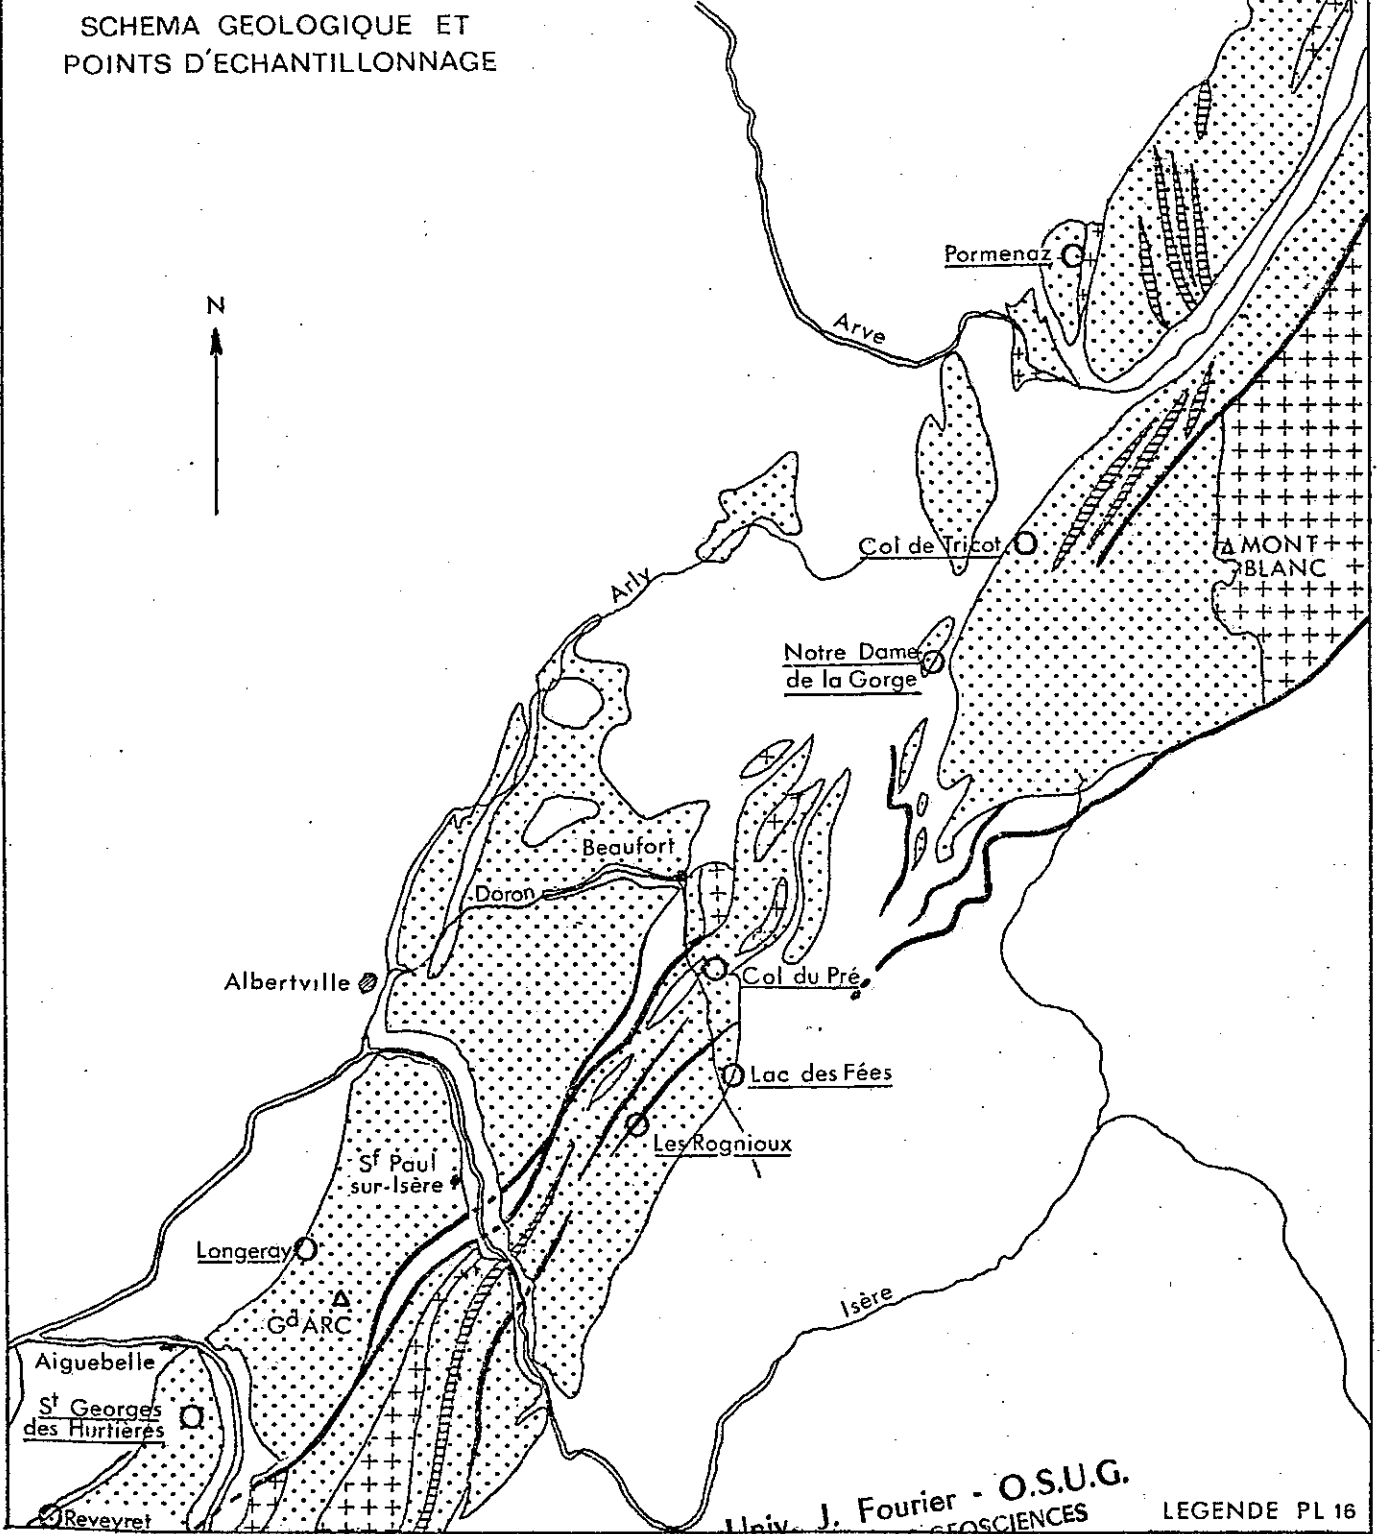 SCHEMA GEOLOGIQUE ET
POINTS D'ECHANTILLONNAGE
N
Pormenaz
Arve
Col de Tricot
MONT
BLANC
Arly
Notre Dame
de la Gorge
Beaufort
Doron
Albertville
Col du Pré
Lac des Fées
Les Rognioux
St Paul
sur-Isère
Longeray
Gd ARC
Isère
Aiguebelle
St Georges
des Hurtières
Reveyret
Univ. J. Fourier - O.S.U.G.
GEOSCIENCES
LEGENDE PL 16